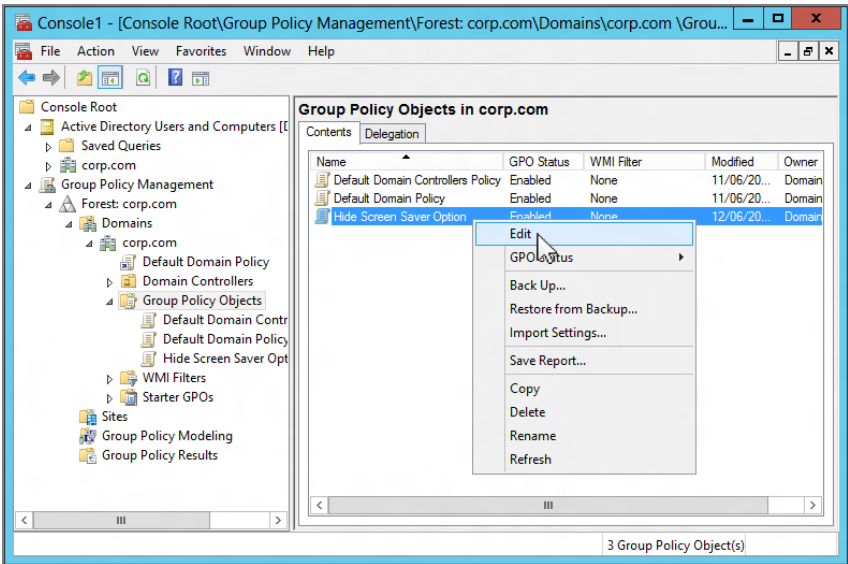 Console1 - [Console Root\Group Policy Management\Forest: corp.com\Domains\corp.com \Grou...
File Action View Favorites Window Help
Console Root
Active Directory Users and Computers [D
Saved Queries
corp.com
Group Policy Management
Forest: corp.com
Domains
corp.com
Default Domain Policy
Domain Controllers
Group Policy Objects
Default Domain Contr
Default Domain Policy
Hide Screen Saver Opt
WMI Filters
Starter GPOs
Sites
Group Policy Modeling
Group Policy Results
Group Policy Objects in corp.com
Contents Delegation
Name GPO Status WMI Filter Modified Owner
Default Domain Controllers Policy Enabled None 11/06/20... Domain
Default Domain Policy Enabled None 11/06/20... Domain
Hide Screen Saver Option Enabled None 12/06/20... Domain
Edit
GPO Status
Back Up...
Restore from Backup...
Import Settings...
Save Report...
Copy
Delete
Rename
Refresh
3 Group Policy Object(s)